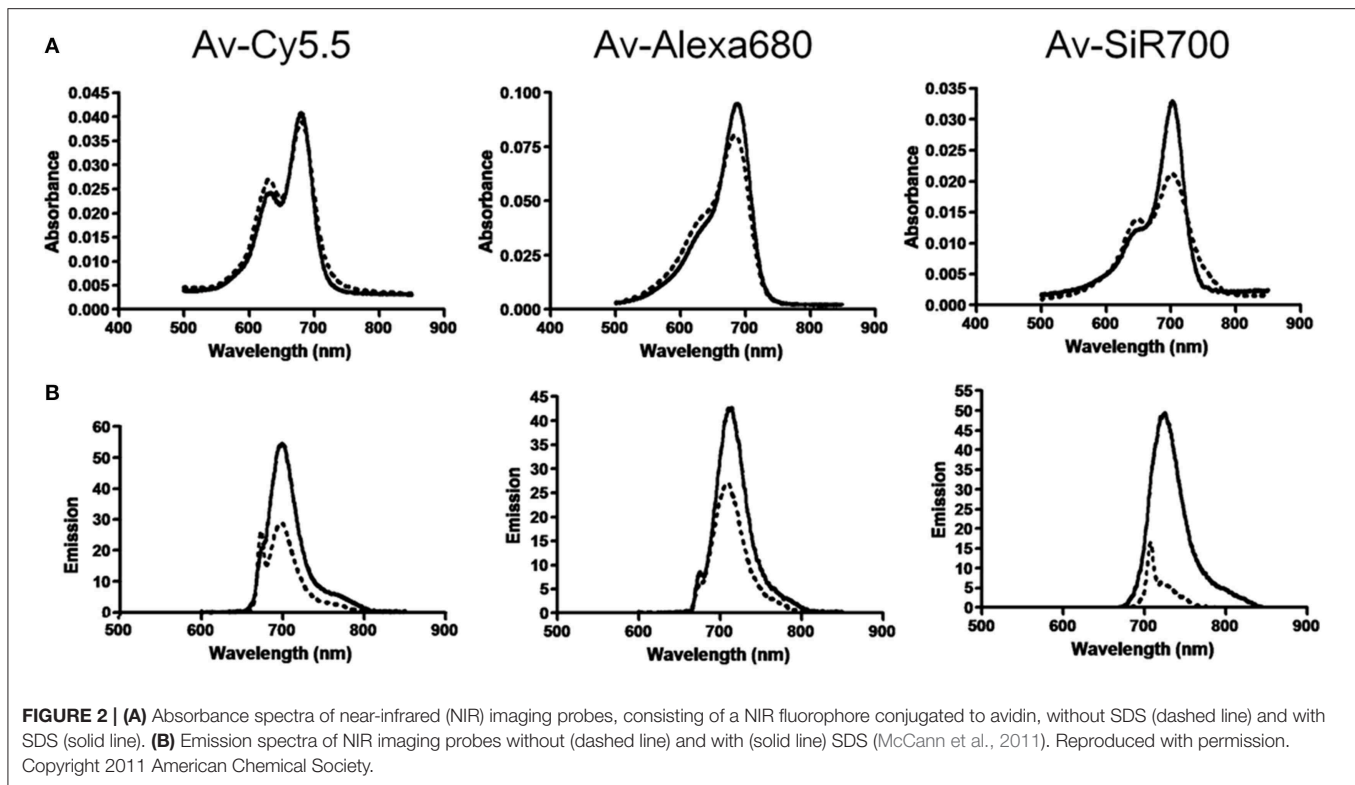 A
Av-Cy5.5
Av-Alexa680
Av-SiR700
0.045
0.040
0.035
0.030
0.025
0.020
0.015
0.010
0.005
0.000
Absorbance
400 500 600 700 800 900
Wavelength (nm)
0.100
0.075
0.050
0.025
0.000
Absorbance
400 500 600 700 800 900
Wavelength (nm)
0.035
0.030
0.025
0.020
0.015
0.010
0.005
0.000
Absorbance
400 500 600 700 800 900
Wavelength (nm)
B
60
50
40
30
20
10
0
Emission
500 600 700 800 900
Wavelength (nm)
45
40
35
30
25
20
15
10
5
0
Emission
500 600 700 800 900
Wavelength (nm)
55
50
45
40
35
30
25
20
15
10
5
0
Emission
500 600 700 800 900
Wavelength (nm)
FIGURE 2 | (A) Absorbance spectra of near-infrared (NIR) imaging probes, consisting of a NIR fluorophore conjugated to avidin, without SDS (dashed line) and with
SDS (solid line). (B) Emission spectra of NIR imaging probes without (dashed line) and with (solid line) SDS (McCann et al., 2011). Reproduced with permission.
Copyright 2011 American Chemical Society.